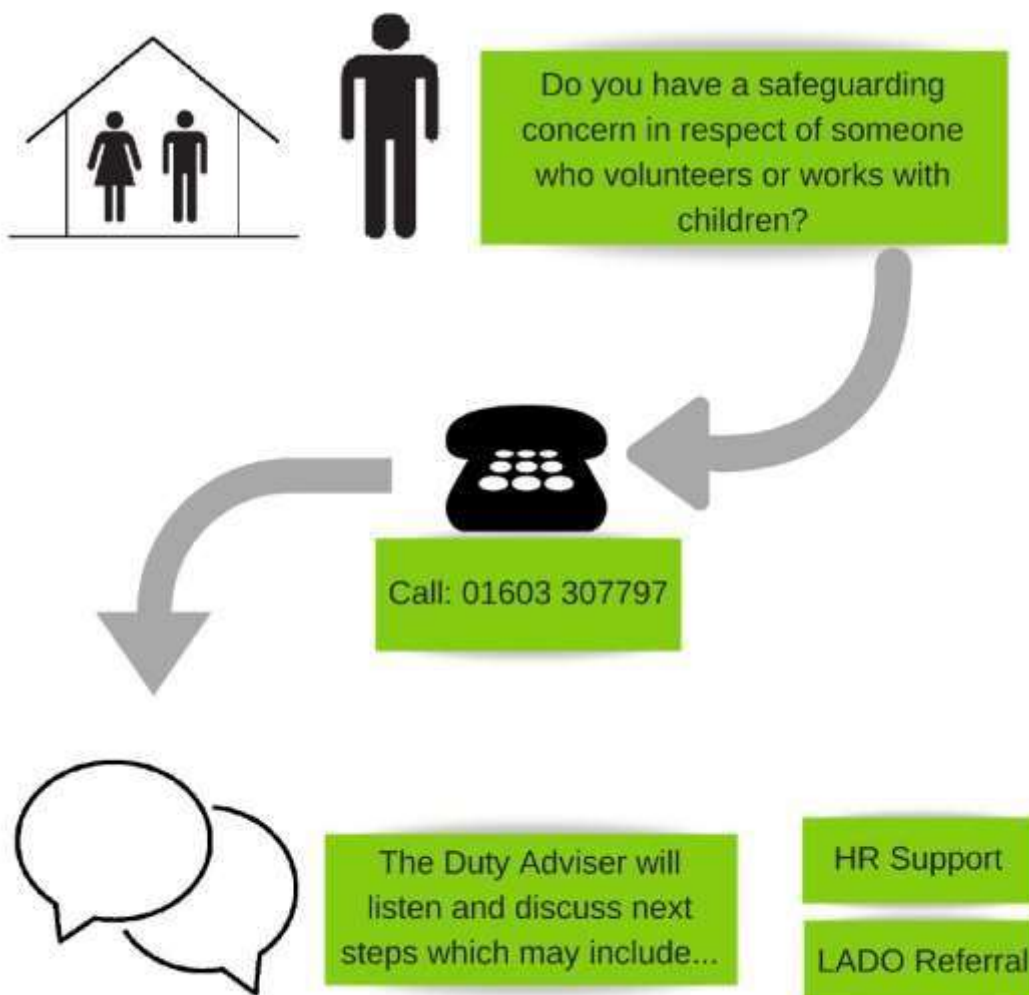 Do you have a safeguarding
concern in respect of someone
who volunteers or works with
children?
Call: 01603 307797
The Duty Adviser will
listen and discuss next
steps which may include...
HR Support
LADO Referral